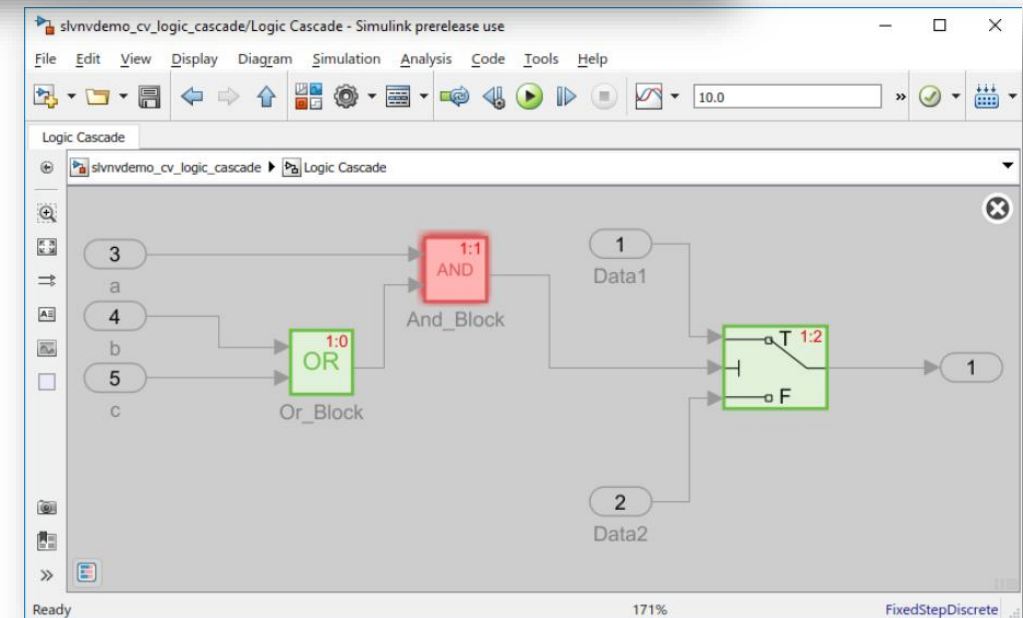 slvnvdemo_cv_logic_cascade/Logic Cascade - Simulink prerelease use
File Edit View Display Diagram Simulation Analysis Code Tools Help
10.0 »
Logic Cascade
slvnvdemo_cv_logic_cascade Logic Cascade
3
a
4
b
5
c
1:0
OR
Or_Block
1:1
AND
And_Block
1
Data1
T 1:2
F
1
2
Data2
»
Ready 171% FixedStepDiscrete